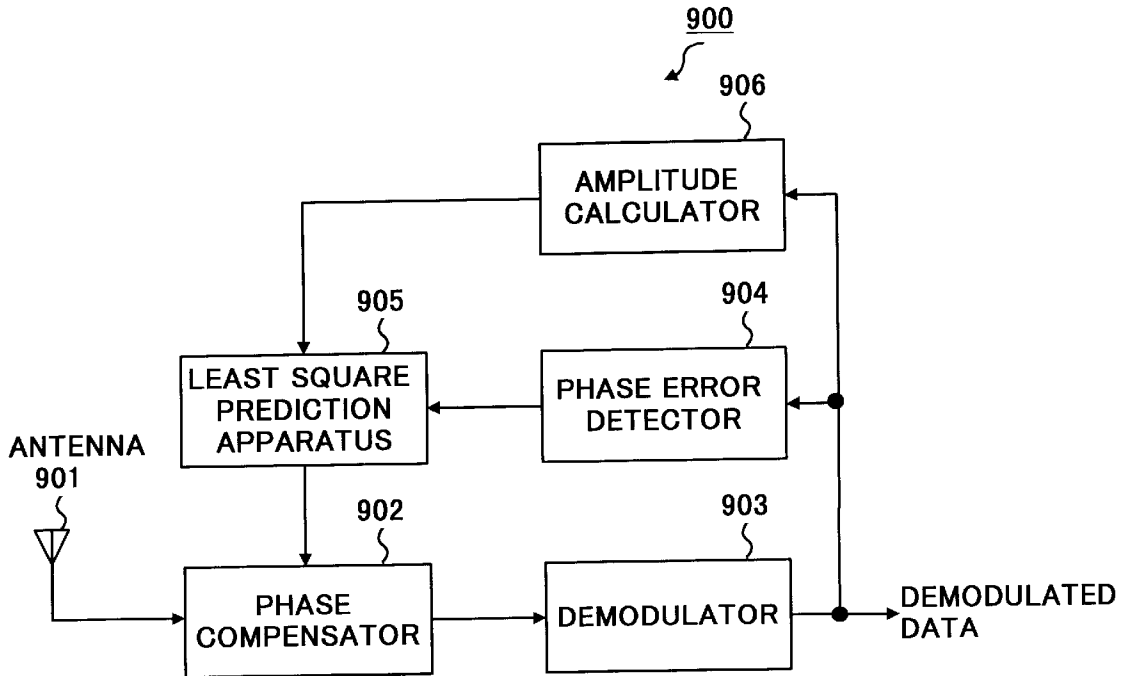 900
906
AMPLITUDE
CALCULATOR
905
904
LEAST SQUARE
PREDICTION
APPARATUS
PHASE ERROR
DETECTOR
ANTENNA
901
902
903
PHASE
COMPENSATOR
DEMODULATOR
DEMODULATED
DATA